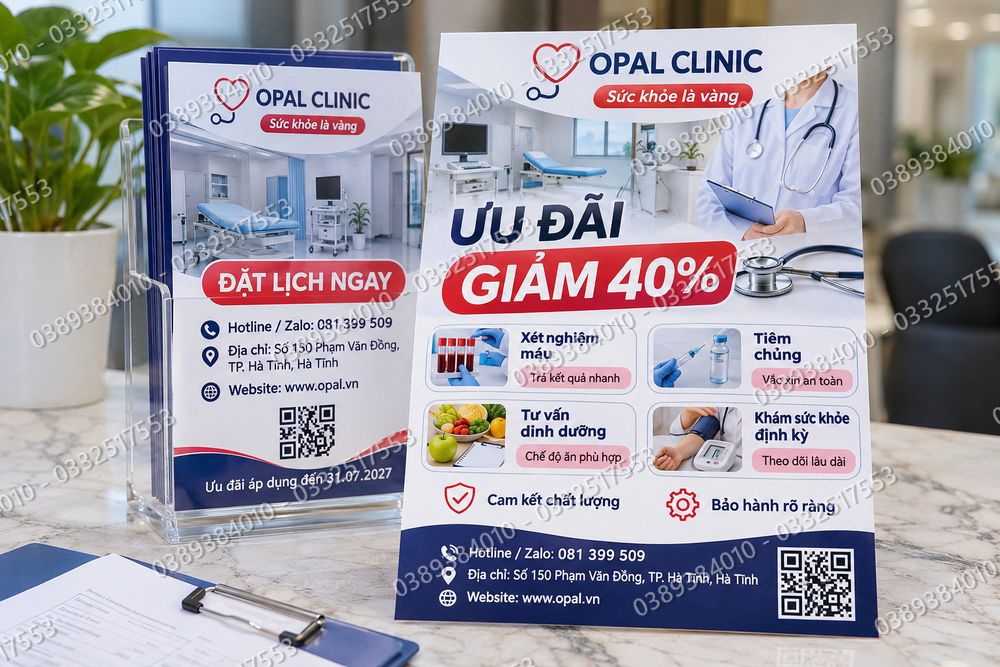 OPAL CLINIC
Sức khỏe là vàng
ĐẶT LỊCH NGAY
Hotline / Zalo: 081 399 509
Địa chỉ: Số 150 Phạm Văn Đồng,
TP. Hà Tĩnh, Hà Tĩnh
Website: www.opal.vn
Ưu đãi áp dụng đến 31.07.2027
OPAL CLINIC
Sức khỏe là vàng
ƯU ĐÃI
GIẢM 40%
Xét nghiệm
máu
Trả kết quả nhanh
Tiêm
chủng
Vắc xin an toàn
Tư vấn
dinh dưỡng
Chế độ ăn phù hợp
Khám sức khỏe
định kỳ
Theo dõi lâu dài
Cam kết chất lượng
Bảo hành rõ ràng
Hotline / Zalo: 081 399 509
Địa chỉ: Số 150 Phạm Văn Đồng, TP. Hà Tĩnh, Hà Tĩnh
Website: www.opal.vn
0389384010 - 0332517553